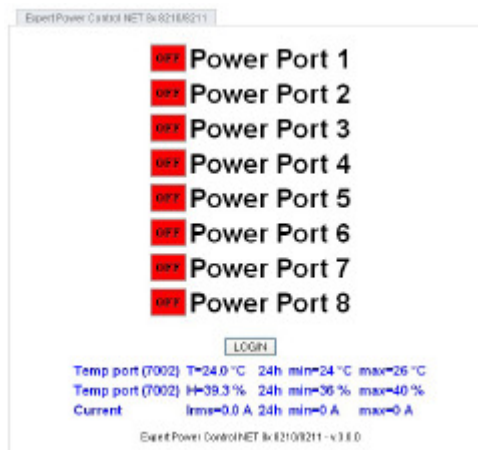 Expert Power Control NET 8x 8210/8211
OFF Power Port 1
OFF Power Port 2
OFF Power Port 3
OFF Power Port 4
OFF Power Port 5
OFF Power Port 6
OFF Power Port 7
OFF Power Port 8
LOGIN
Temp port (7002) T=24.0 °C 24h min=24 °C max=26 °C
Temp port (7002) H=39.3 % 24h min=36 % max=40 %
Current Irms=0.0 A 24h min=0 A max=0 A
Expert Power Control NET 8x 8210/8211 - v3.0.0